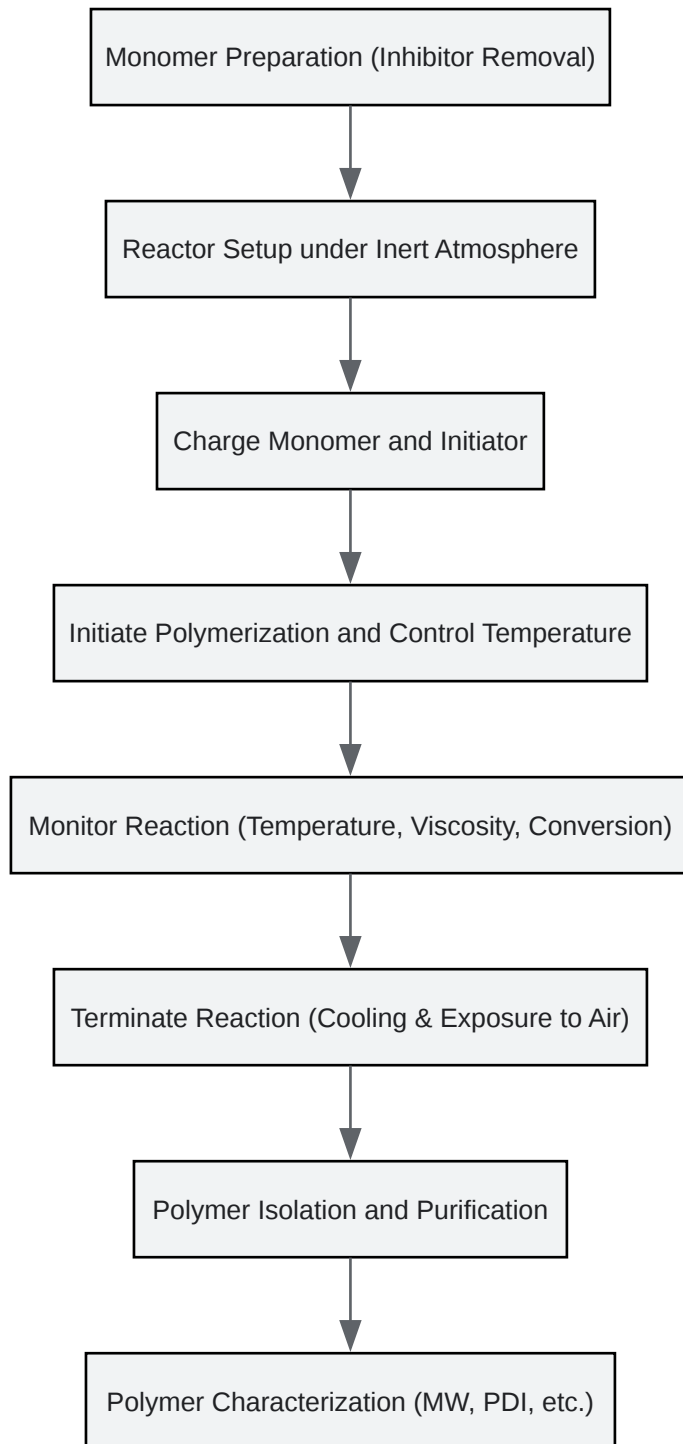 Monomer Preparation (Inhibitor Removal)
Reactor Setup under Inert Atmosphere
Charge Monomer and Initiator
Initiate Polymerization and Control Temperature
Monitor Reaction (Temperature, Viscosity, Conversion)
Terminate Reaction (Cooling & Exposure to Air)
Polymer Isolation and Purification
Polymer Characterization (MW, PDI, etc.)